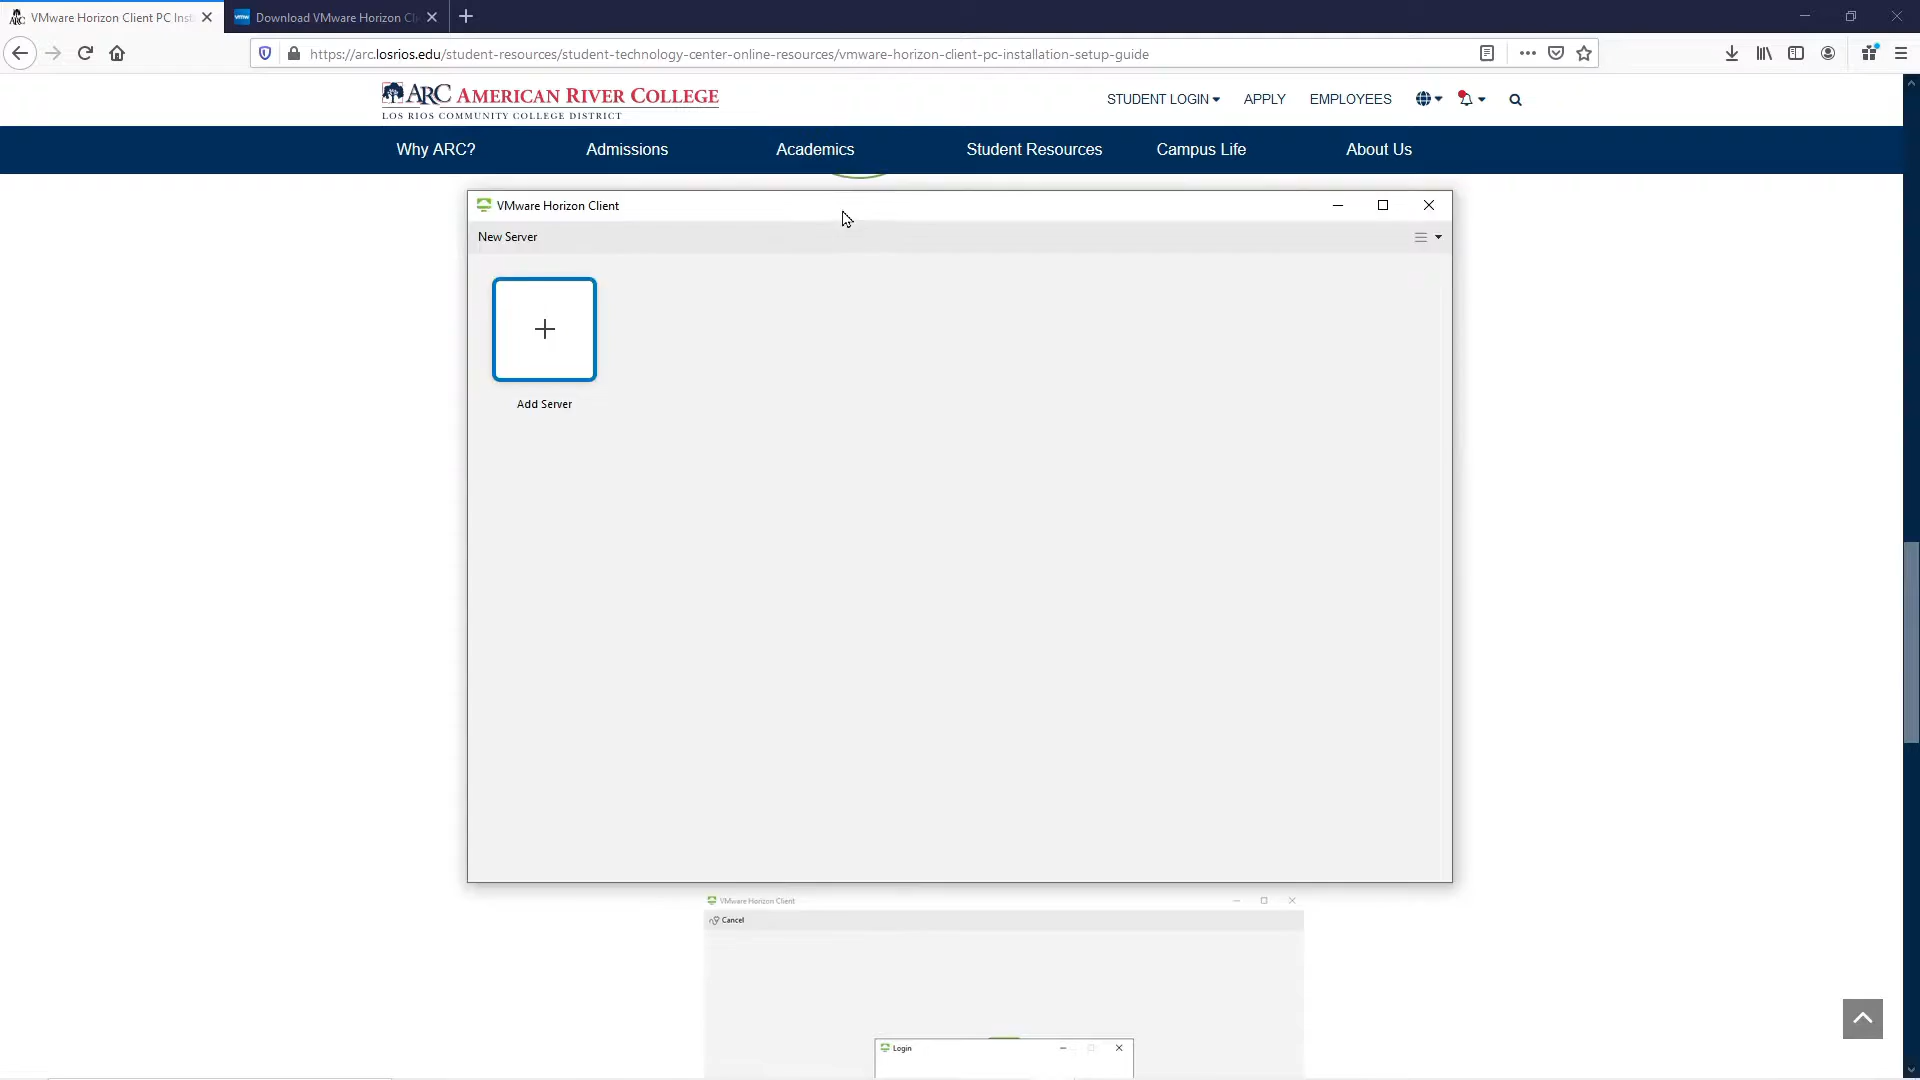 VMware Horizon Client PC Inst
Download VMware Horizon Cli
https://arc.losrios.edu/student-resources/student-technology-center-online-resources/vmware-horizon-client-pc-installation-setup-guide
ARC AMERICAN RIVER COLLEGE
LOS RIOS COMMUNITY COLLEGE DISTRICT
STUDENT LOGIN APPLY EMPLOYEES
Why ARC? Admissions Academics Student Resources Campus Life About Us
VMware Horizon Client
New Server
Add Server
VMware Horizon Client
Cancel
Login